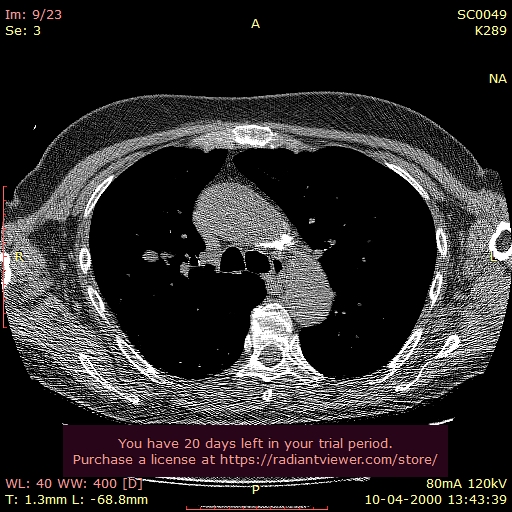 Im: 9/23
Se: 3
A
SC0049
K289
NA
R
L
You have 20 days left in your trial period.
Purchase a license at https://radiantviewer.com/store/
WL: 40 WW: 400 [D]
T: 1.3mm L: -68.8mm
P
80mA 120kV
10-04-2000 13:43:39